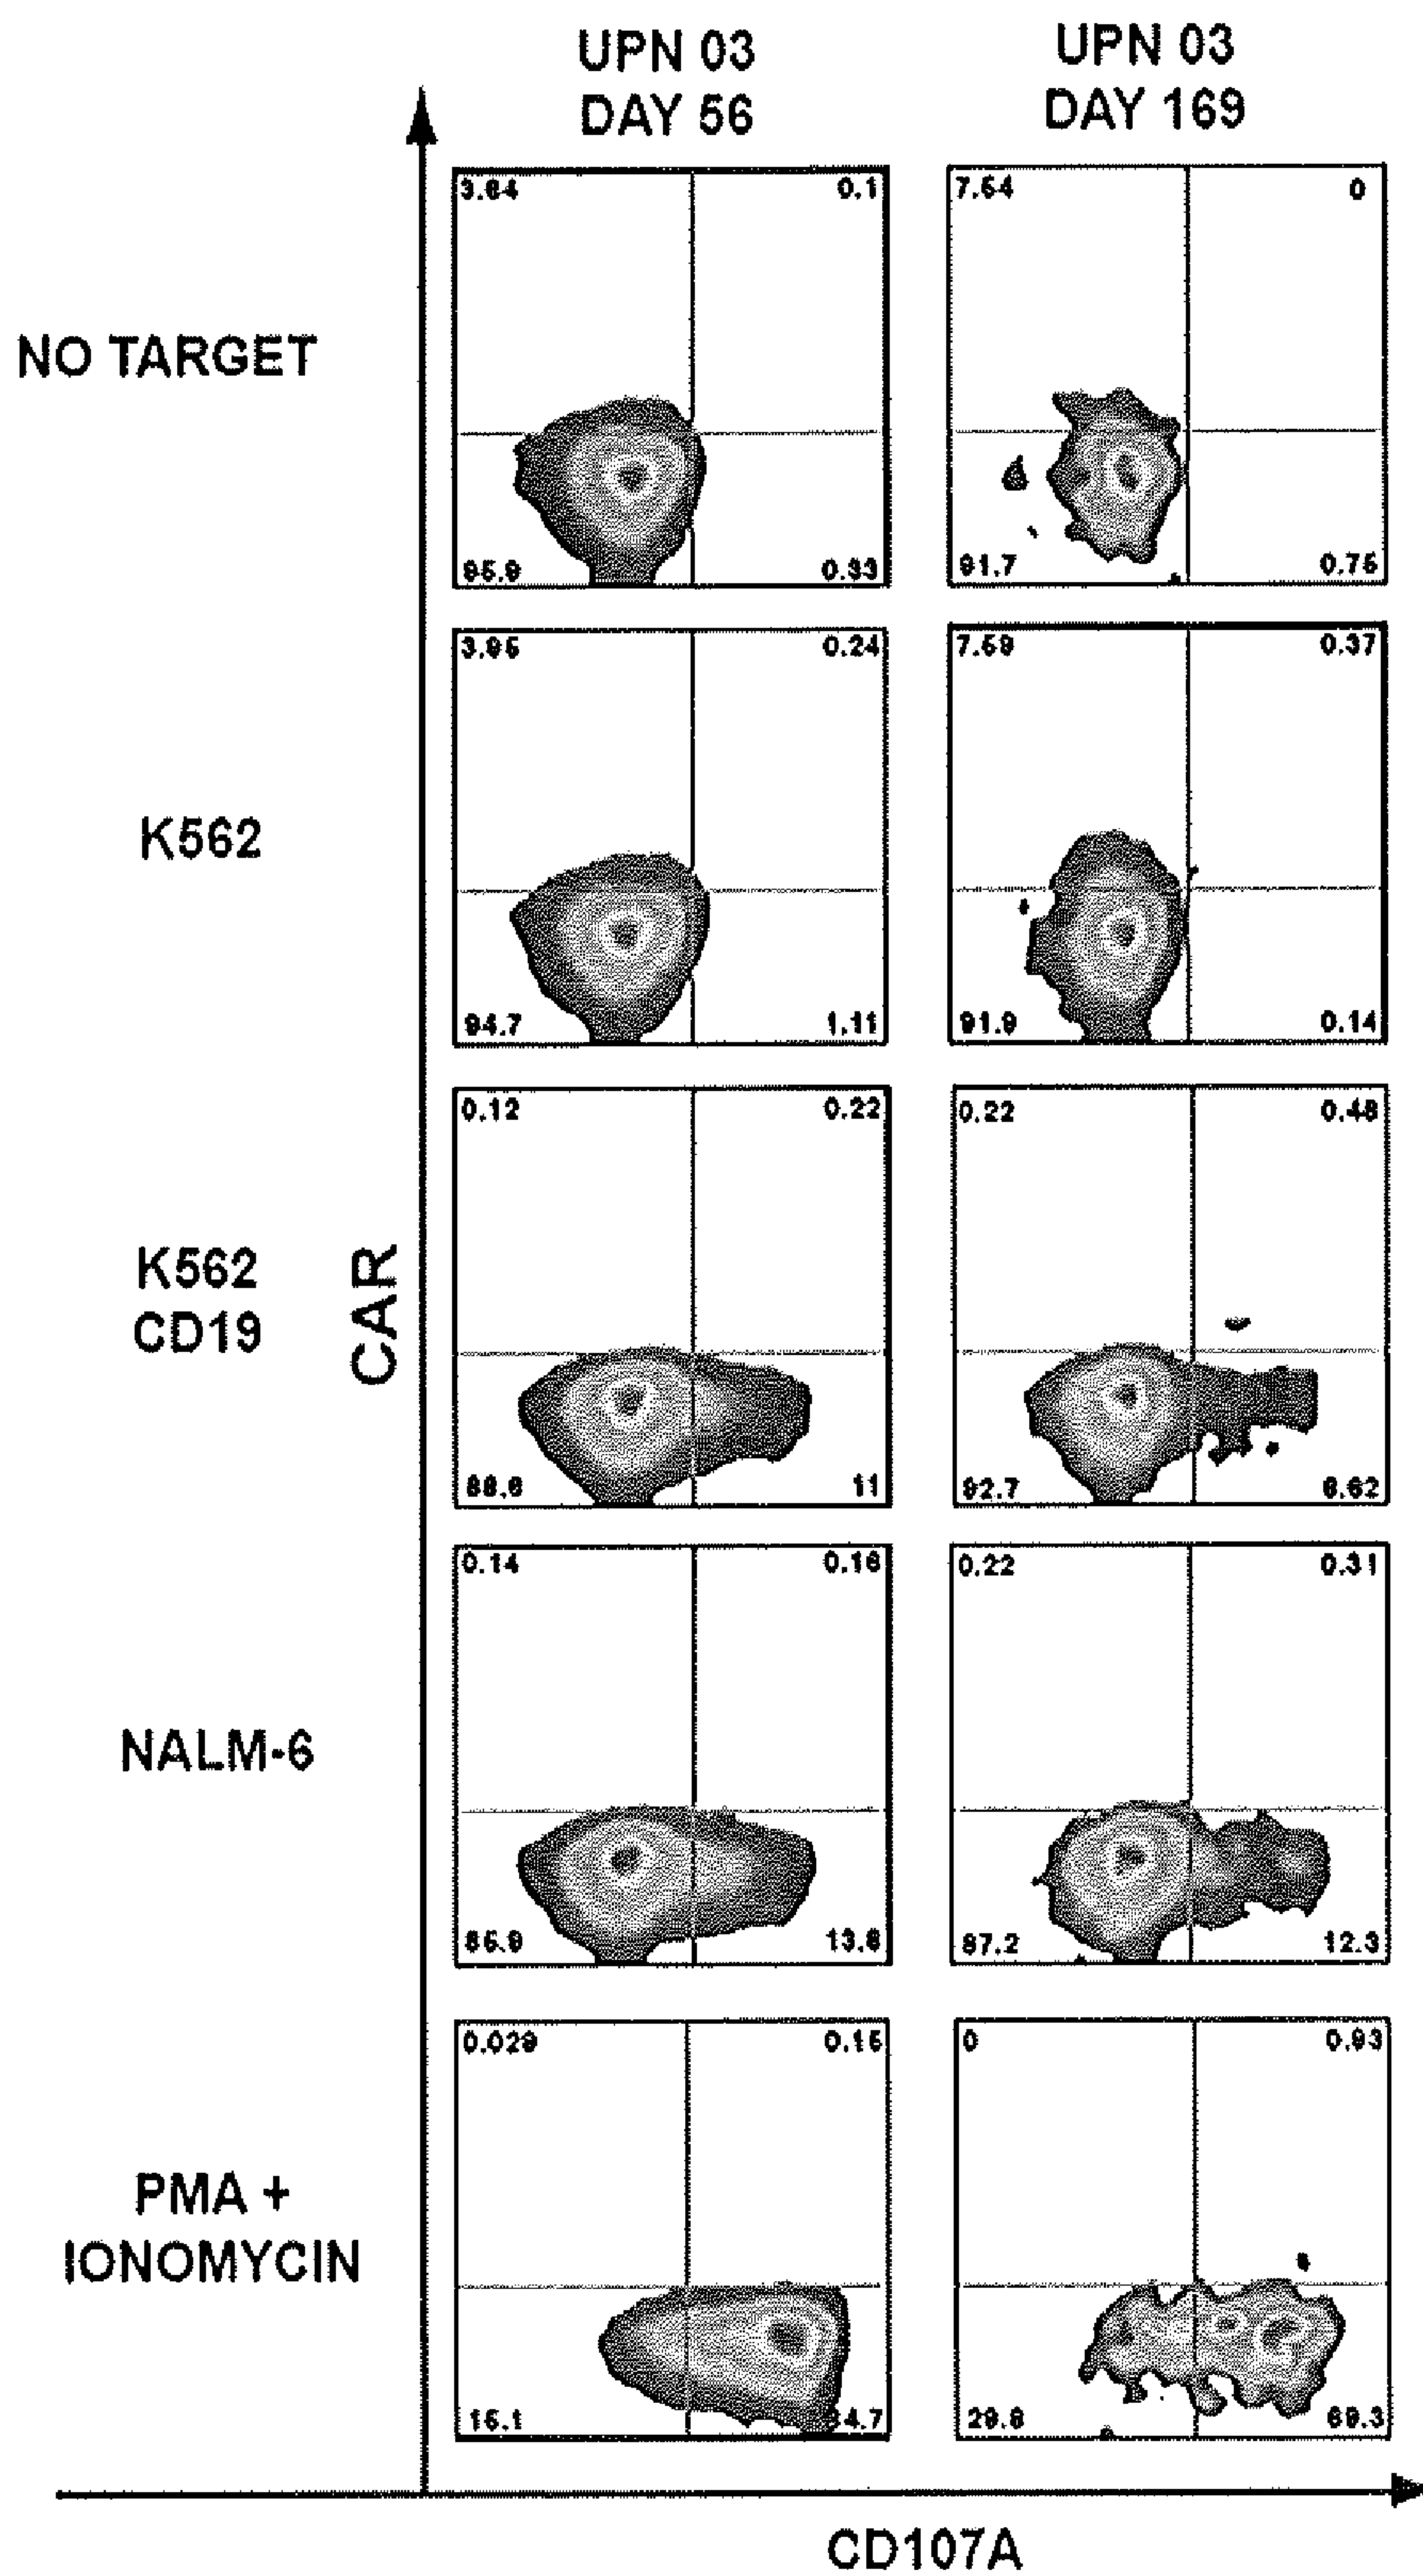 UPN 03
DAY 56
UPN 03
DAY 169
NO TARGET
3.64 0.1
95.9 0.33
7.54 0
91.7 0.75
K562
3.95 0.24
94.7 1.11
7.59 0.37
91.9 0.14
K562
CD19
CAR
0.12 0.22
88.6 11
0.22 0.48
92.7 6.62
NALM-6
0.14 0.16
85.9 13.8
0.22 0.31
87.2 12.3
PMA +
IONOMYCIN
0.029 0.15
15.1
0 0.93
29.8 69.3
CD107A